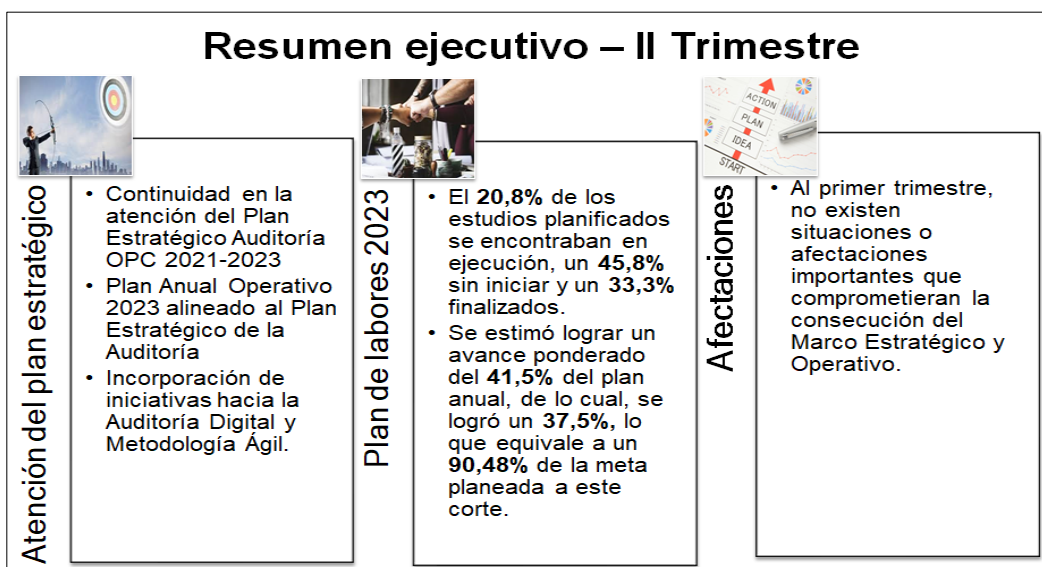 Resumen ejecutivo – II Trimestre
Atención del plan estratégico
• Continuidad en la
atención del Plan
Estratégico Auditoría
OPC 2021-2023
• Plan Anual Operativo
2023 alineado al Plan
Estratégico de la
Auditoría
• Incorporación de
iniciativas hacia la
Auditoría Digital y
Metodología Ágil.
Plan de labores 2023
• El 20,8% de los
estudios planificados
se encontraban en
ejecución, un 45,8%
sin iniciar y un 33,3%
finalizados.
• Se estimó lograr un
avance ponderado
del 41,5% del plan
anual, de lo cual, se
logró un 37,5%, lo
que equivale a un
90,48% de la meta
planeada a este
corte.
ACTION
PLAN
IDEA
START
Afectaciones
• Al primer trimestre,
no existen
situaciones o
afectaciones
importantes que
comprometieran la
consecución del
Marco Estratégico y
Operativo.